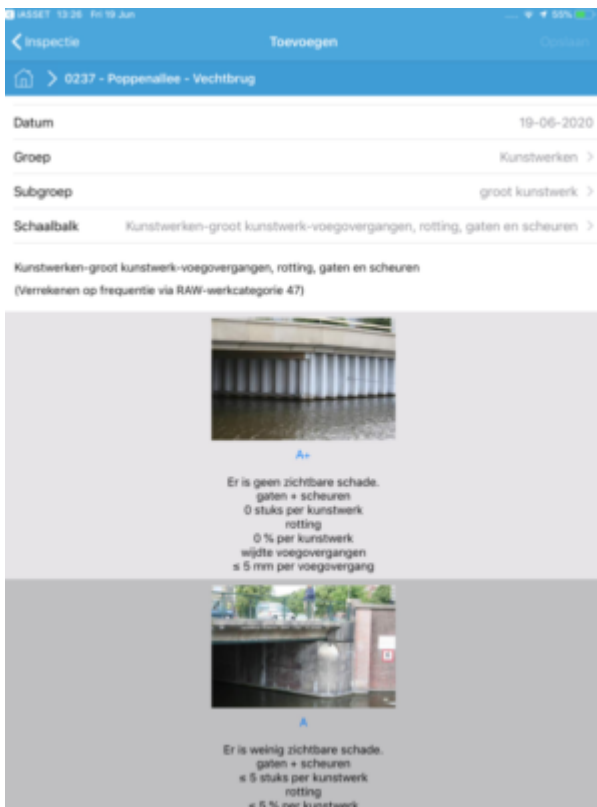 iASSET 13:26 Fri 19 Jun
55%
Inspectie
Toevoegen
Opslaan
0237 - Poppenallee - Vechtbrug
Datum 19-06-2020
Groep Kunstwerken
Subgroep groot kunstwerk
Schaalbalk Kunstwerken-groot kunstwerk-voegovergangen, rotting, gaten en scheuren
Kunstwerken-groot kunstwerk-voegovergangen, rotting, gaten en scheuren
(Verrekenen op frequentie via RAW-werkcategorie 47)
A+
Er is geen zichtbare schade.
gaten + scheuren
0 stuks per kunstwerk
rotting
0 % per kunstwerk
wijdte voegovergangen
≤ 5 mm per voegovergang
A
Er is weinig zichtbare schade.
gaten + scheuren
≤ 5 stuks per kunstwerk
rotting
≤ 5 % per kunstwerk